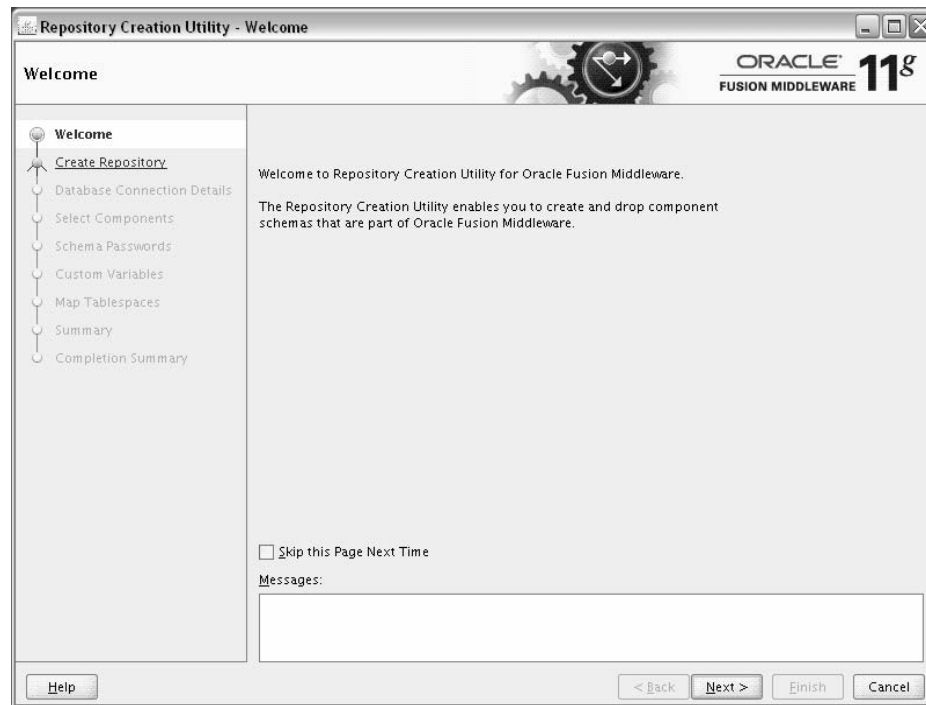 Repository Creation Utility - Welcome
Welcome
ORACLE
FUSION MIDDLEWARE
11g
Welcome
Create Repository
Database Connection Details
Select Components
Schema Passwords
Custom Variables
Map Tablespaces
Summary
Completion Summary
Welcome to Repository Creation Utility for Oracle Fusion Middleware.
The Repository Creation Utility enables you to create and drop component
schemas that are part of Oracle Fusion Middleware.
Skip this Page Next Time
Messages:
Help
< Back
Next >
Finish
Cancel